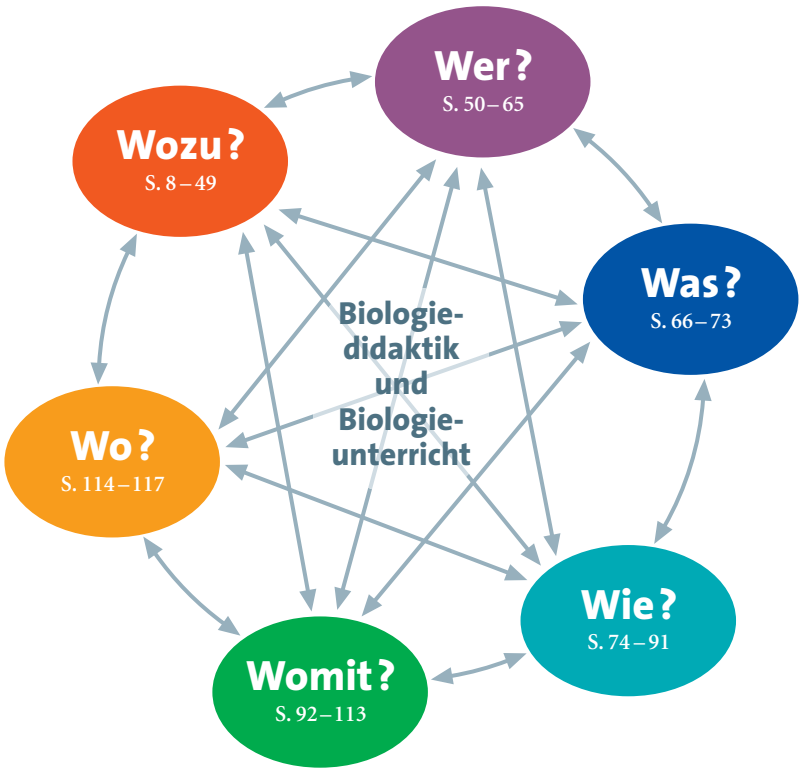 Wer?
S. 50–65
Wozu?
S. 8–49
Was?
S. 66–73
Biologie-
didaktik
und
Biologie-
unterricht
Wo?
S. 114–117
Wie?
S. 74–91
Womit?
S. 92–113